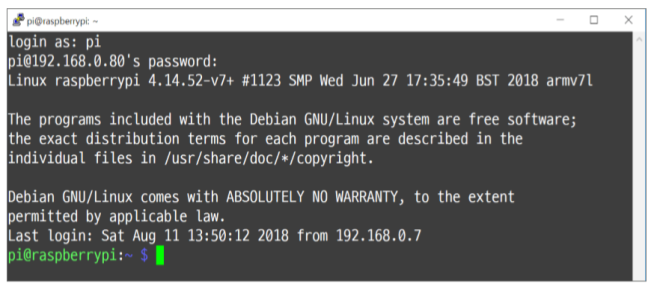 pi@raspberrypi: ~
login as: pi
pi@192.168.0.80's password:
Linux raspberrypi 4.14.52-v7+ #1123 SMP Wed Jun 27 17:35:49 BST 2018 armv7l
The programs included with the Debian GNU/Linux system are free software;
the exact distribution terms for each program are described in the
individual files in /usr/share/doc/*/copyright.
Debian GNU/Linux comes with ABSOLUTELY NO WARRANTY, to the extent
permitted by applicable law.
Last login: Sat Aug 11 13:50:12 2018 from 192.168.0.7
pi@raspberrypi:~ $